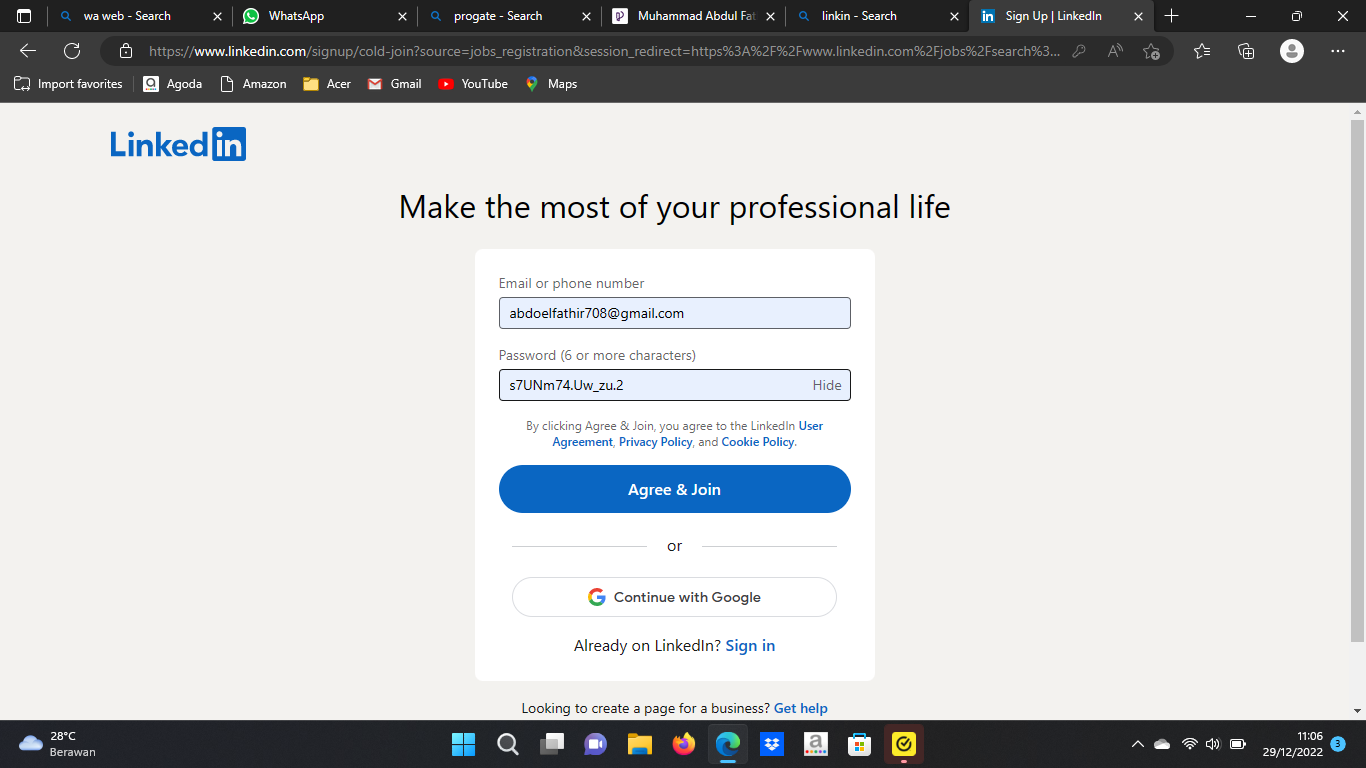 wa web - Search
WhatsApp
progate - Search
Muhammad Abdul Fat
linkin - Search
Sign Up | LinkedIn
https://www.linkedin.com/signup/cold-join?source=jobs_registration&session_redirect=https%3A%2F%2Fwww.linkedin.com%2Fjobs%2Fsearch%3...
Import favorites
Agoda
Amazon
Acer
Gmail
YouTube
Maps
LinkedIn
Make the most of your professional life
Email or phone number
abdoelfathir708@gmail.com
Password (6 or more characters)
s7UNm74.Uw_zu.2 Hide
By clicking Agree & Join, you agree to the LinkedIn User
Agreement, Privacy Policy, and Cookie Policy.
Agree & Join
or
Continue with Google
Already on LinkedIn? Sign in
Looking to create a page for a business? Get help
28°C
Berawan
11:06
29/12/2022
3